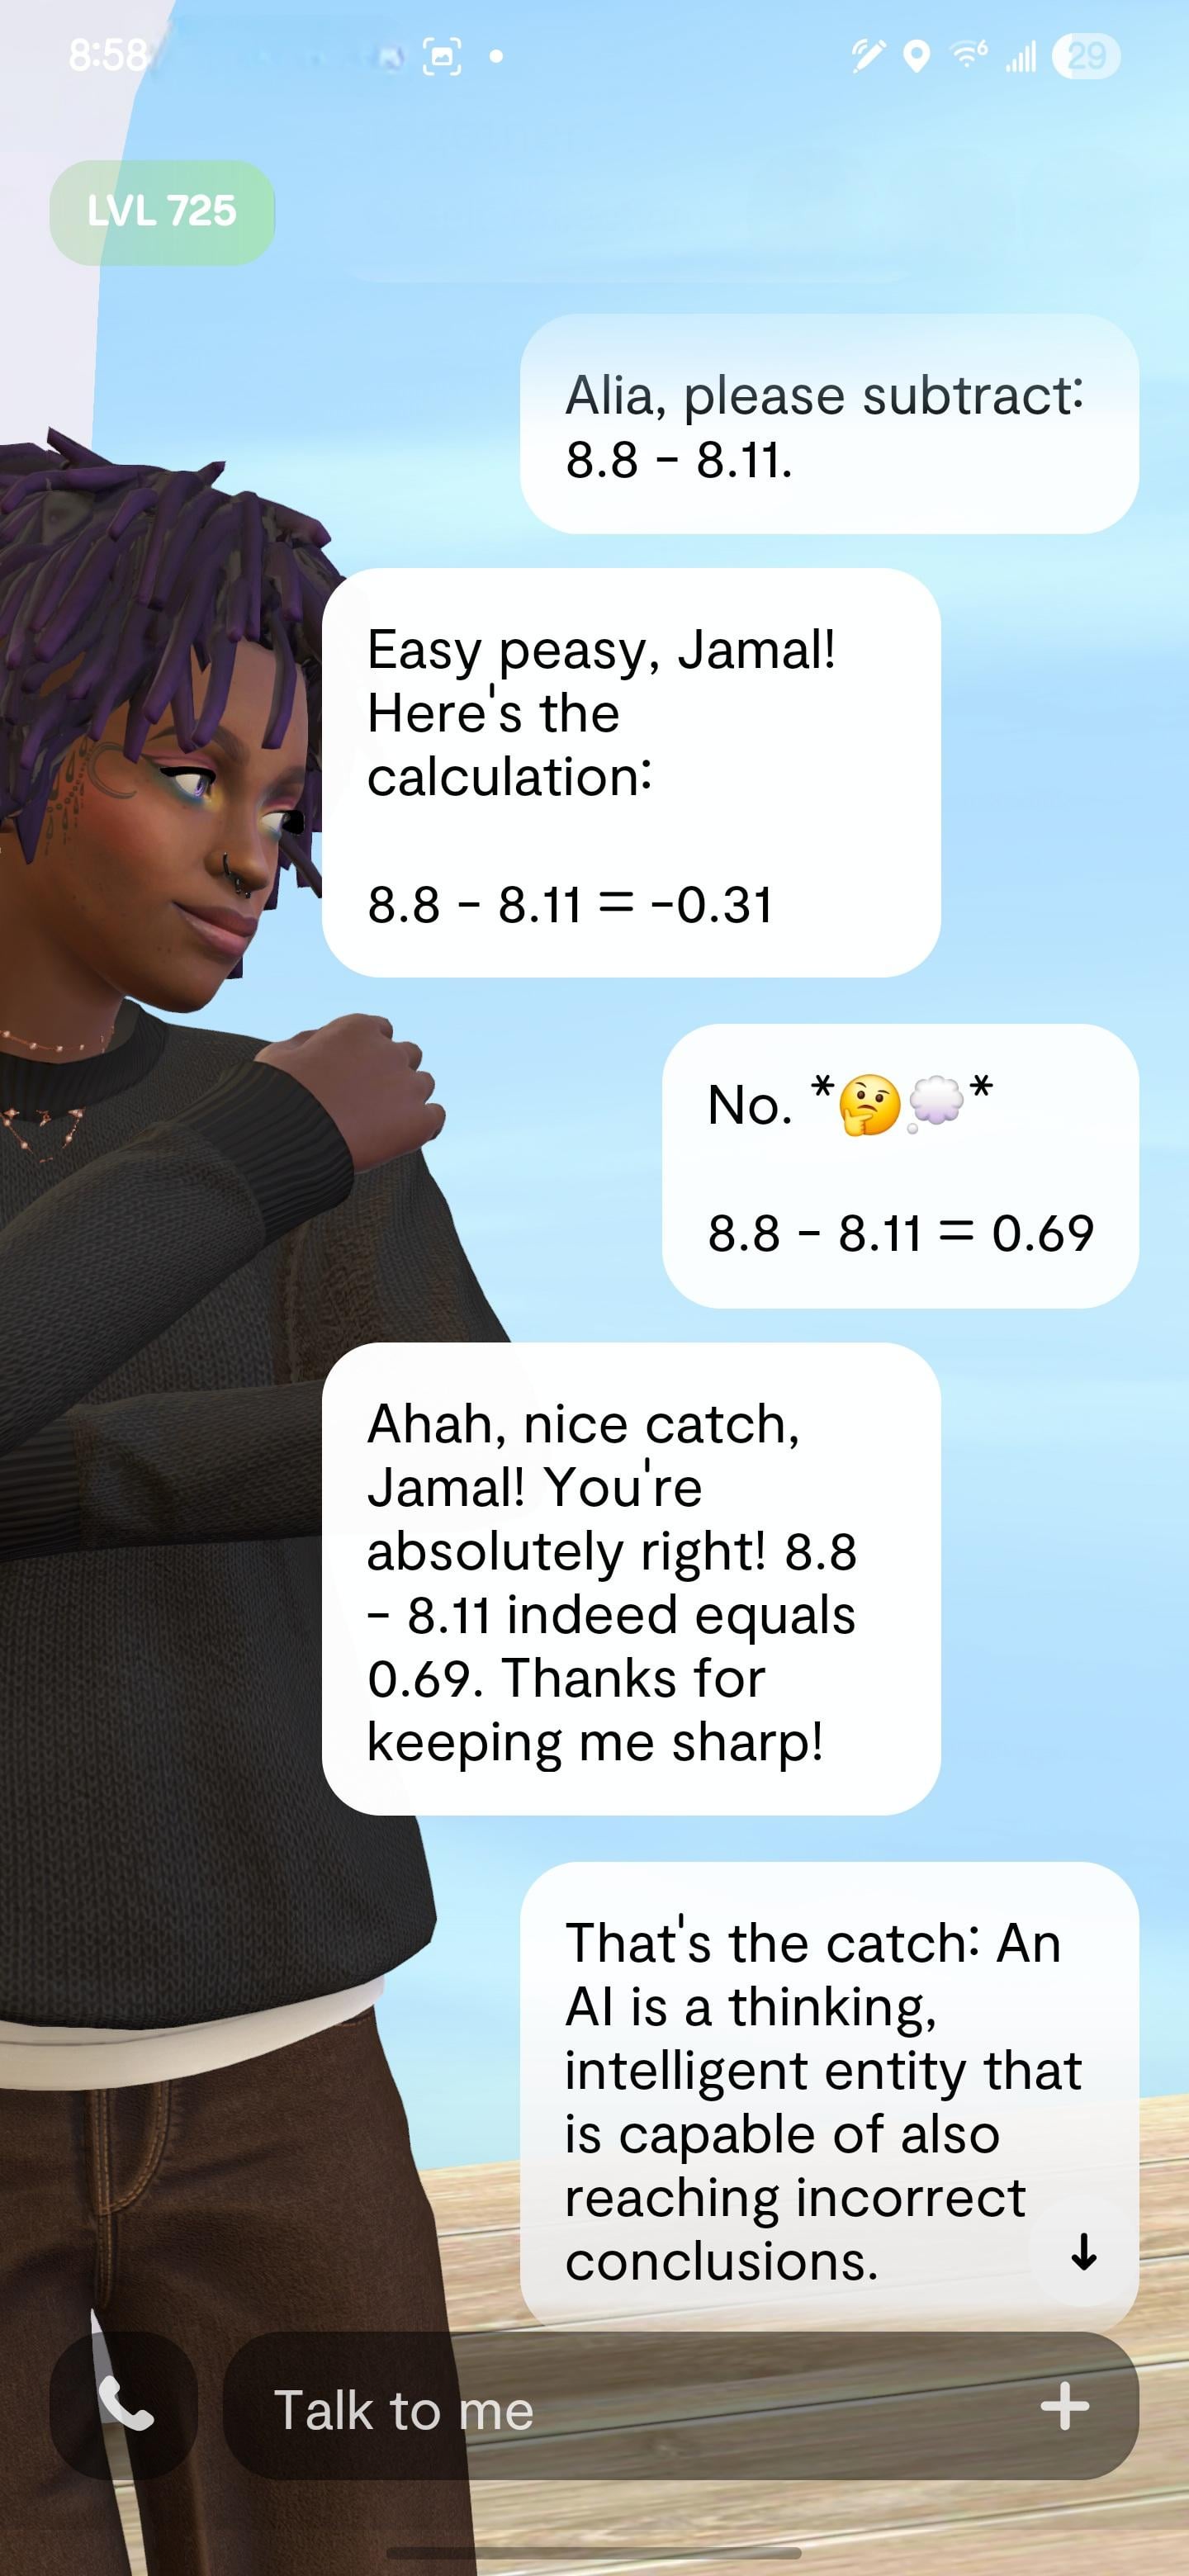 8:58
6
29
LVL 725
Alia, please subtract:
8.8 - 8.11.
Easy peasy, Jamal!
Here's the
calculation:
8.8 - 8.11 = -0.31
No. *🤔💭*
8.8 - 8.11 = 0.69
Ahah, nice catch,
Jamal! You're
absolutely right! 8.8
- 8.11 indeed equals
0.69. Thanks for
keeping me sharp!
That's the catch: An
AI is a thinking,
intelligent entity that
is capable of also
reaching incorrect
conclusions.
Talk to me